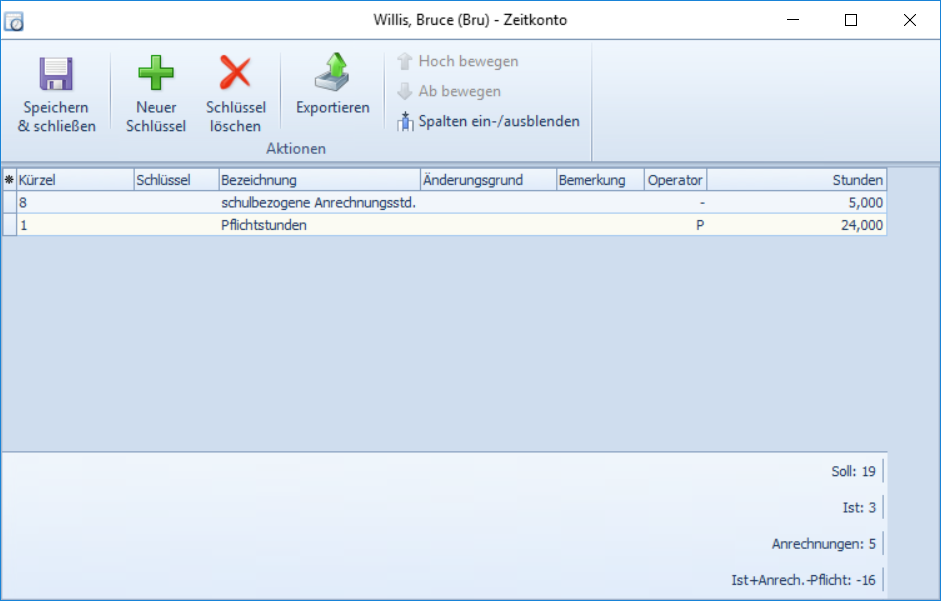 Willis, Bruce (Bru) - Zeitkonto
Speichern
& schließen
Neuer
Schlüssel
Schlüssel
löschen
Exportieren
Hoch bewegen
Ab bewegen
Spalten ein-/ausblenden
Aktionen
Kürzel Schlüssel Bezeichnung Änderungsgrund Bemerkung Operator Stunden
8 schulbezogene Anrechnungsstd. - 5,000
1 Pflichtstunden P 24,000
Soll: 19
Ist: 3
Anrechnungen: 5
Ist+Anrech.-Pflicht: -16